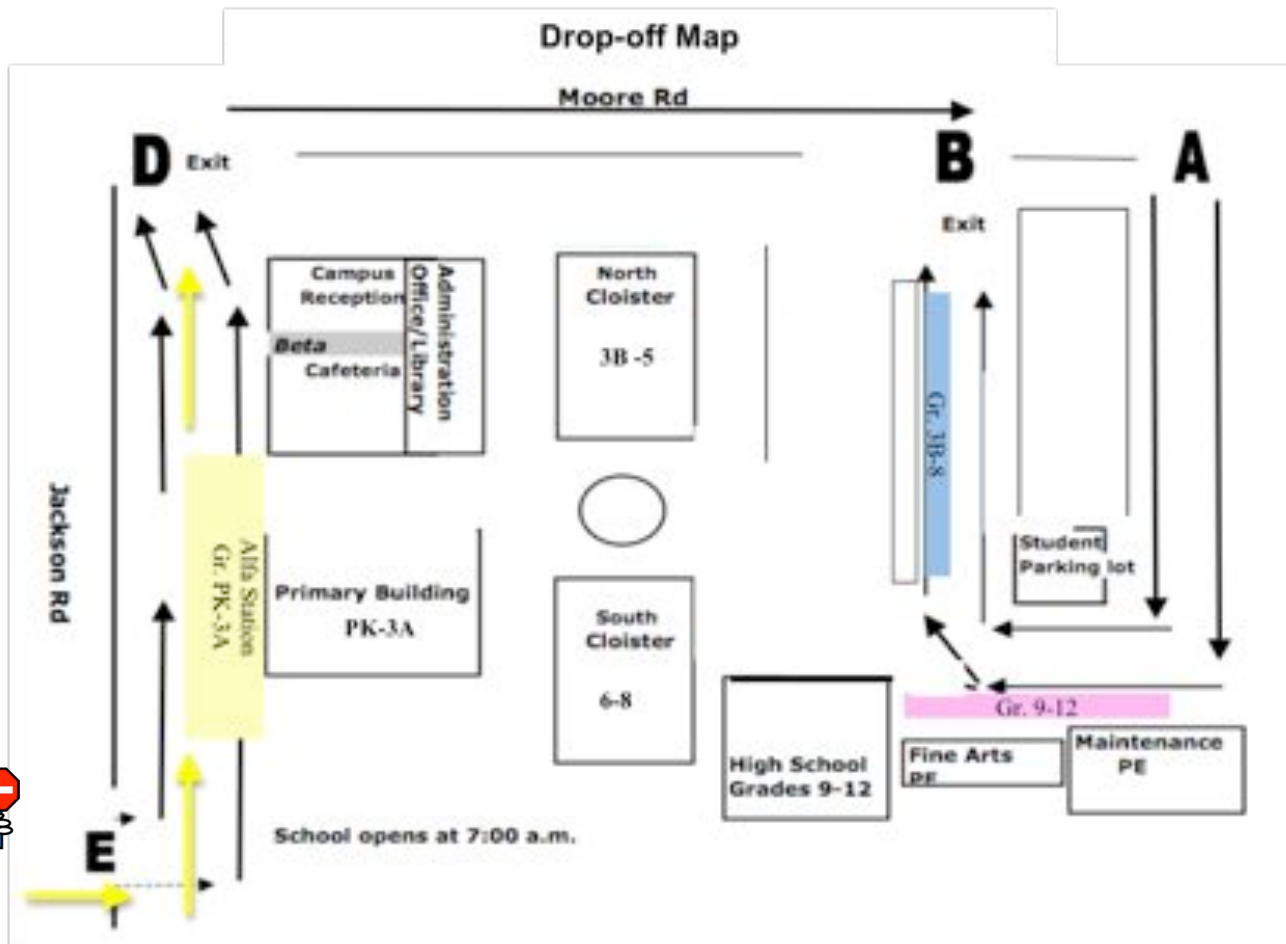 Drop-off Map
Moore Rd
D
Exit
B
Exit
A
Campus
Reception
Beta
Cafeteria
Administration
Office/Library
North
Cloister
3B -5
Gr. 3B-8
Student
Parking lot
Jackson Rd
Alfa Station
Gr. PK-3A
Primary Building
PK-3A
South
Cloister
6-8
Gr. 9-12
High School
Grades 9-12
Fine Arts
PE
Maintenance
PE
School opens at 7:00 a.m.
E